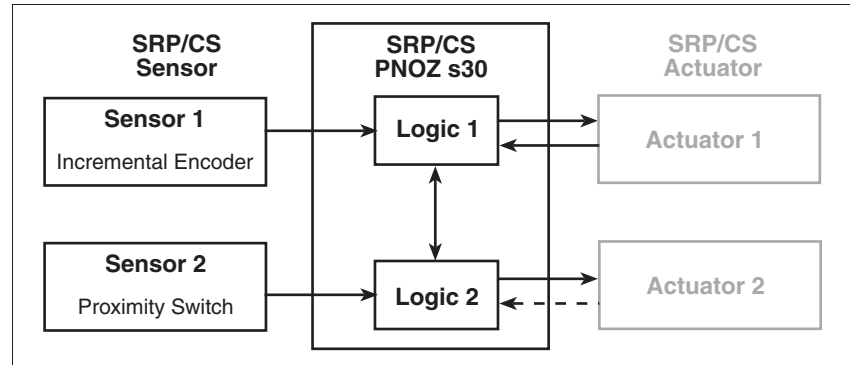 SRP/CS
Sensor
SRP/CS
PNOZ s30
SRP/CS
Actuator
Sensor 1
Incremental Encoder
Logic 1
Actuator 1
Sensor 2
Proximity Switch
Logic 2
Actuator 2